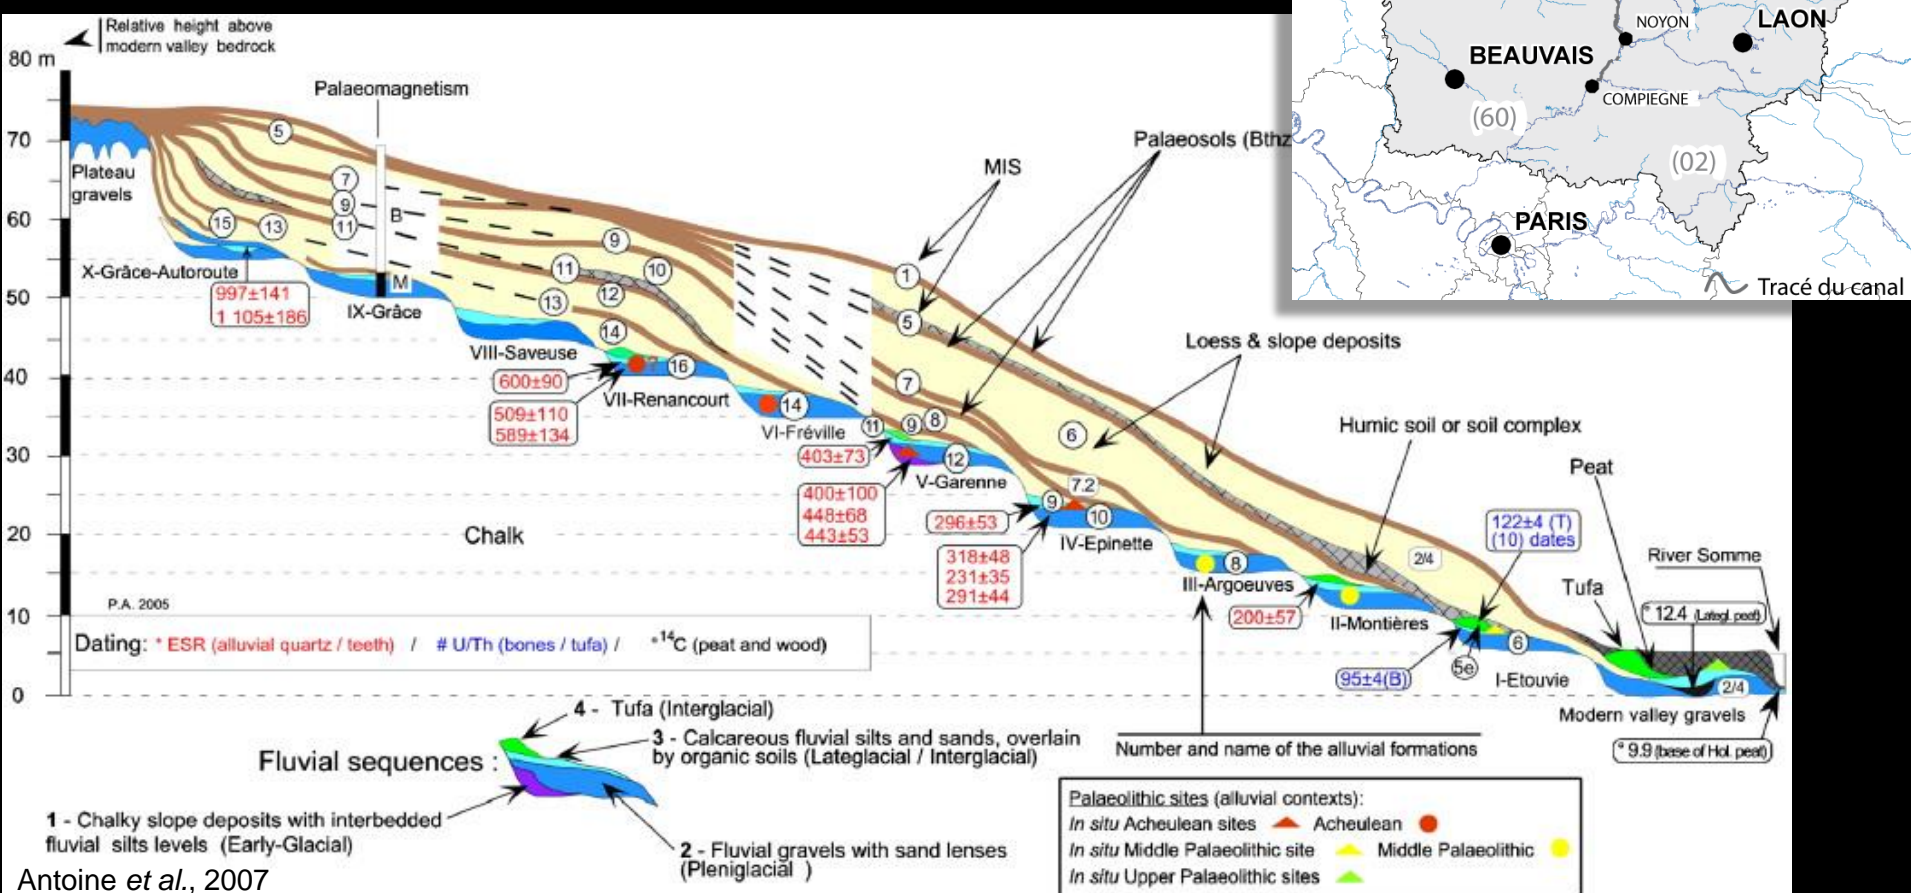 Relative height above
modern valley bedrock
80 m
70
60
50
40
30
20
10
0
Palaeomagnetism
Plateau
gravels
5
7
9
11
15
13
B
M
X-Grâce-Autoroute
997±141
1 105±186
IX-Grâce
9
11
10
12
13
14
VIII-Saveuse
600±90
509±110
589±134
?
16
VII-Renancourt
14
VI-Fréville
403±73
400±100
448±68
443±53
11
9
8
12
V-Garenne
MIS
Palaeosols (Bthz
1
5
7
6
Loess & slope deposits
7.2
9
10
296±53
318±48
231±35
291±44
IV-Epinette
Humic soil or soil complex
Peat
8
III-Argoeuves
200±57
II-Montières
2/4
122±4 (T)
(10) dates
River Somme
Tufa
° 12.4 (Lategl. peat)
95±4(B)
5e
6
I-Etouvie
2/4
Modern valley gravels
° 9.9 (base of Hol. peat)
Chalk
P.A. 2005
Dating: * ESR (alluvial quartz / teeth) / # U/Th (bones / tufa) / °14C (peat and wood)
Number and name of the alluvial formations
Fluvial sequences :
4 - Tufa (Interglacial)
3 - Calcareous fluvial silts and sands, overlain
by organic soils (Lateglacial / Interglacial)
1 - Chalky slope deposits with interbedded
fluvial silts levels (Early-Glacial)
2 - Fluvial gravels with sand lenses
(Pleniglacial )
Palaeolithic sites (alluvial contexts):
In situ Acheulean sites Acheulean
In situ Middle Palaeolithic site Middle Palaeolithic
In situ Upper Palaeolithic sites
Antoine et al., 2007
NOYON
LAON
BEAUVAIS
COMPIEGNE
(60)
(02)
PARIS
Tracé du canal